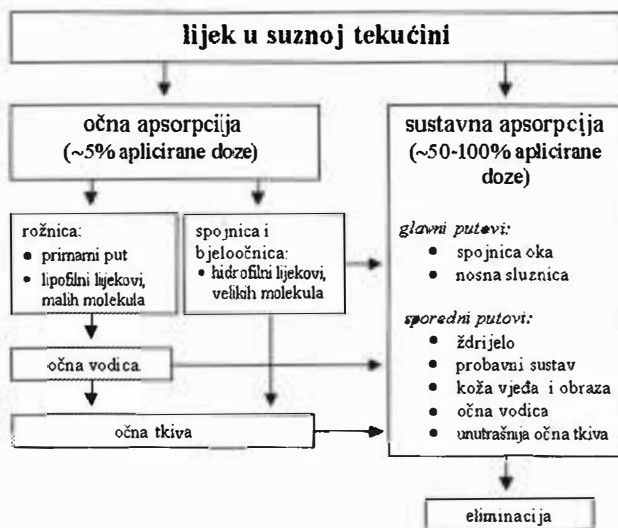 lijek u suznoj tekućini
očna apsorpcija
(~5% aplicirane doze)
rožnica:
• primarni put
• lipofilni lijekovi,
malih molekula
spojnica i
bjeloočnica:
• hidrofilni lijekovi,
velikih molekula
očna vodica
očna tkiva
sustavna apsorpcija
(~50-100% aplicirane
doze)
glavni putovi:
• spojnica oka
• nosna sluznica
sporedni putovi:
• ždrijelo
• probavni sustav
• koža vjeđa i obraza
• očna vodica
• unutrašnija očna tkiva
eliminacija